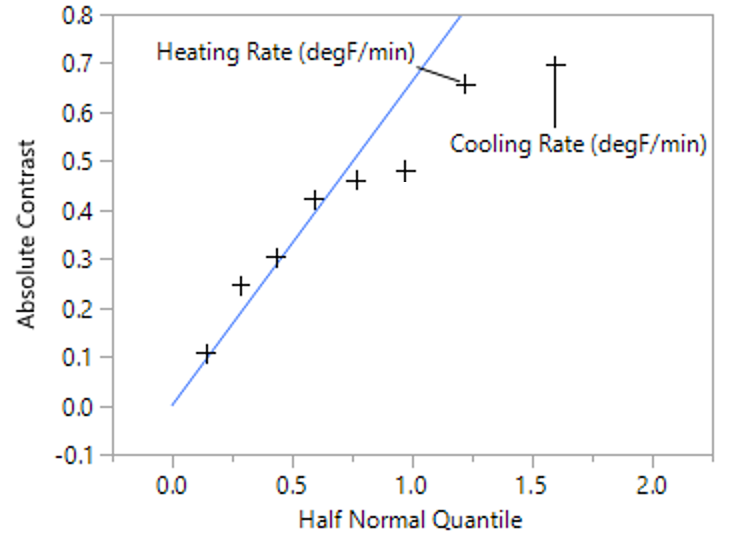 0.8
0.7
0.6
0.5
0.4
0.3
0.2
0.1
0.0
-0.1
Absolute Contrast
Heating Rate (degF/min)
Cooling Rate (degF/min)
0.0 0.5 1.0 1.5 2.0
Half Normal Quantile